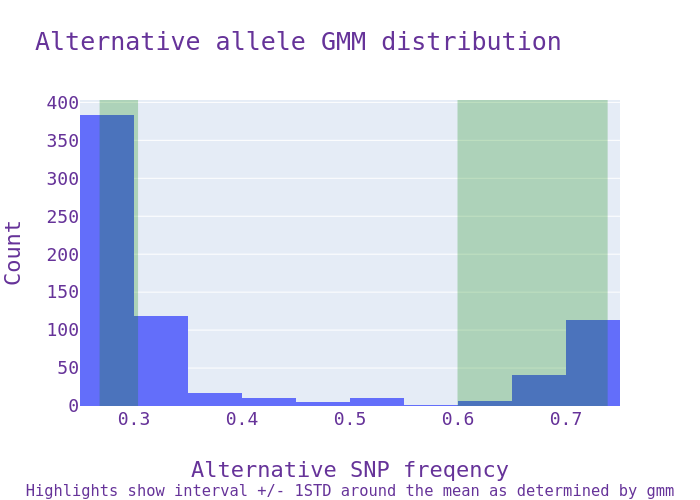 Alternative allele GMM distribution
400
350
300
250
200
150
100
50
0
Count
0.3 0.4 0.5 0.6 0.7
Alternative SNP freqency
Highlights show interval +/- 1STD around the mean as determined by gmm